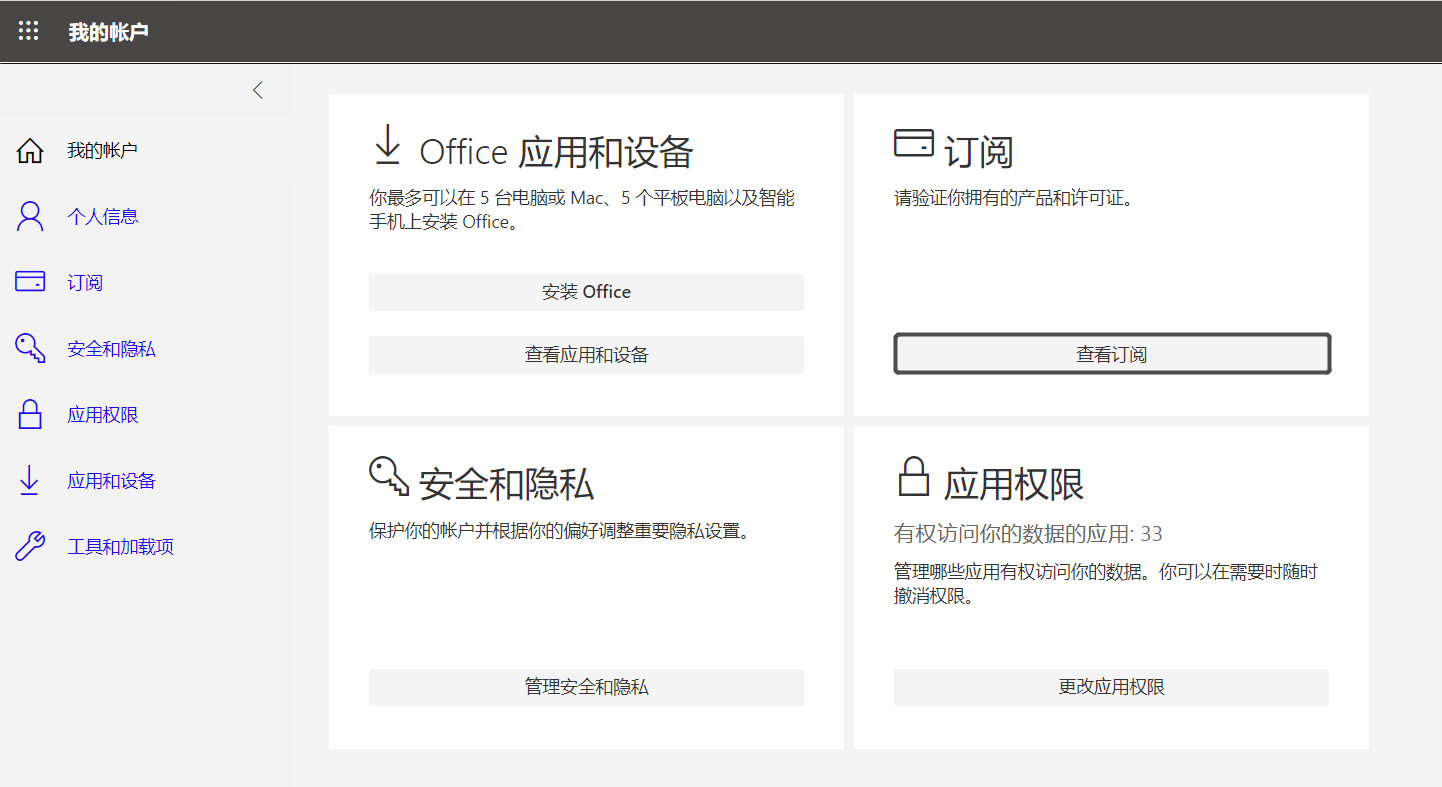 我的帐户
我的帐户
个人信息
订阅
安全和隐私
应用权限
应用和设备
工具和加载项
Office 应用和设备
你最多可以在 5 台电脑或 Mac、5 个平板电脑以及智能
手机上安装 Office。
安装 Office
查看应用和设备
订阅
请验证你拥有的产品和许可证。
查看订阅
安全和隐私
保护你的帐户并根据你的偏好调整重要隐私设置。
管理安全和隐私
应用权限
有权访问你的数据的应用: 33
管理哪些应用有权访问你的数据。你可以在需要时随时
撤消权限。
更改应用权限